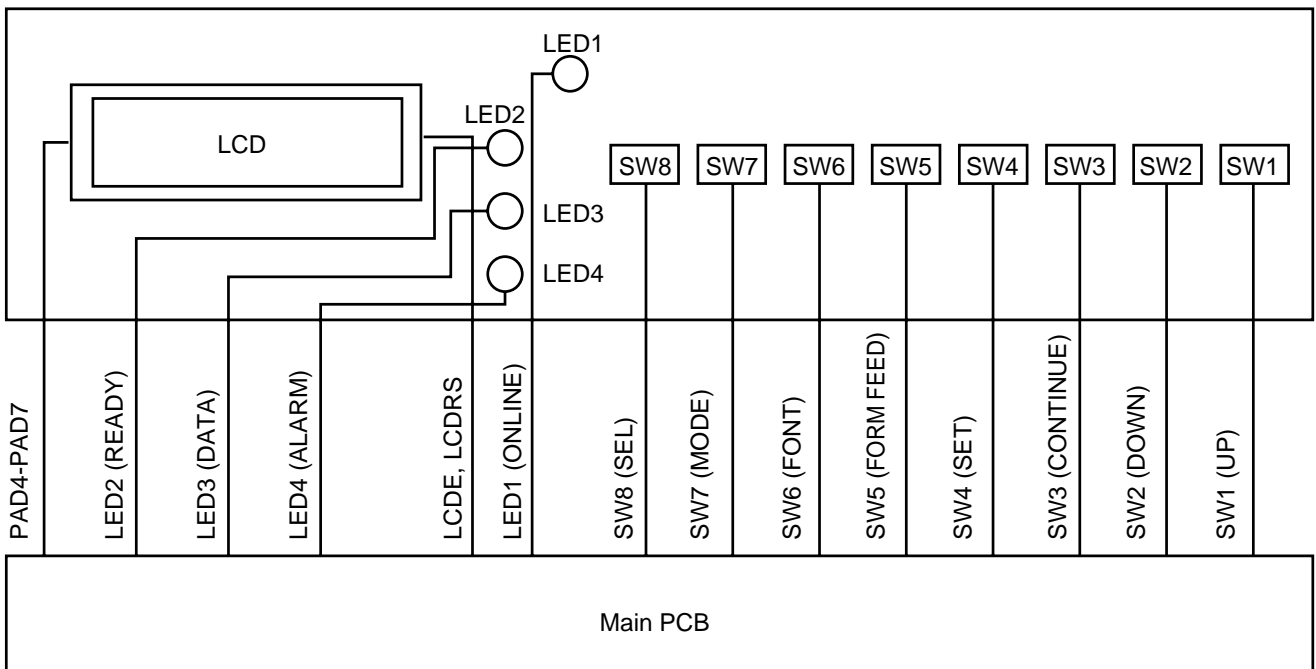 LED1
LED2
LCD
SW8
SW7
SW6
SW5
SW4
SW3
SW2
SW1
LED3
LED4
PAD4-PAD7
LED2 (READY)
LED3 (DATA)
LED4 (ALARM)
LCDE, LCDRS
LED1 (ONLINE)
SW8 (SEL)
SW7 (MODE)
SW6 (FONT)
SW5 (FORM FEED)
SW4 (SET)
SW3 (CONTINUE)
SW2 (DOWN)
SW1 (UP)
Main PCB